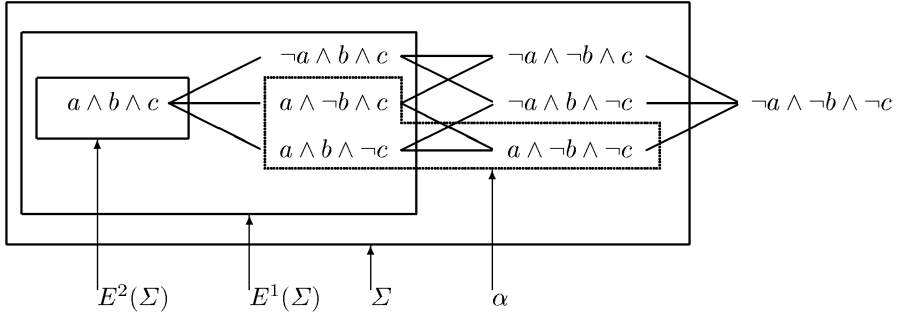 ¬a ∧ b ∧ c ¬a ∧ ¬b ∧ c
a ∧ b ∧ c a ∧ ¬b ∧ c ¬a ∧ b ∧ ¬c ¬a ∧ ¬b ∧ ¬c
a ∧ b ∧ ¬c a ∧ ¬b ∧ ¬c
E²(Σ) E¹(Σ) Σ α